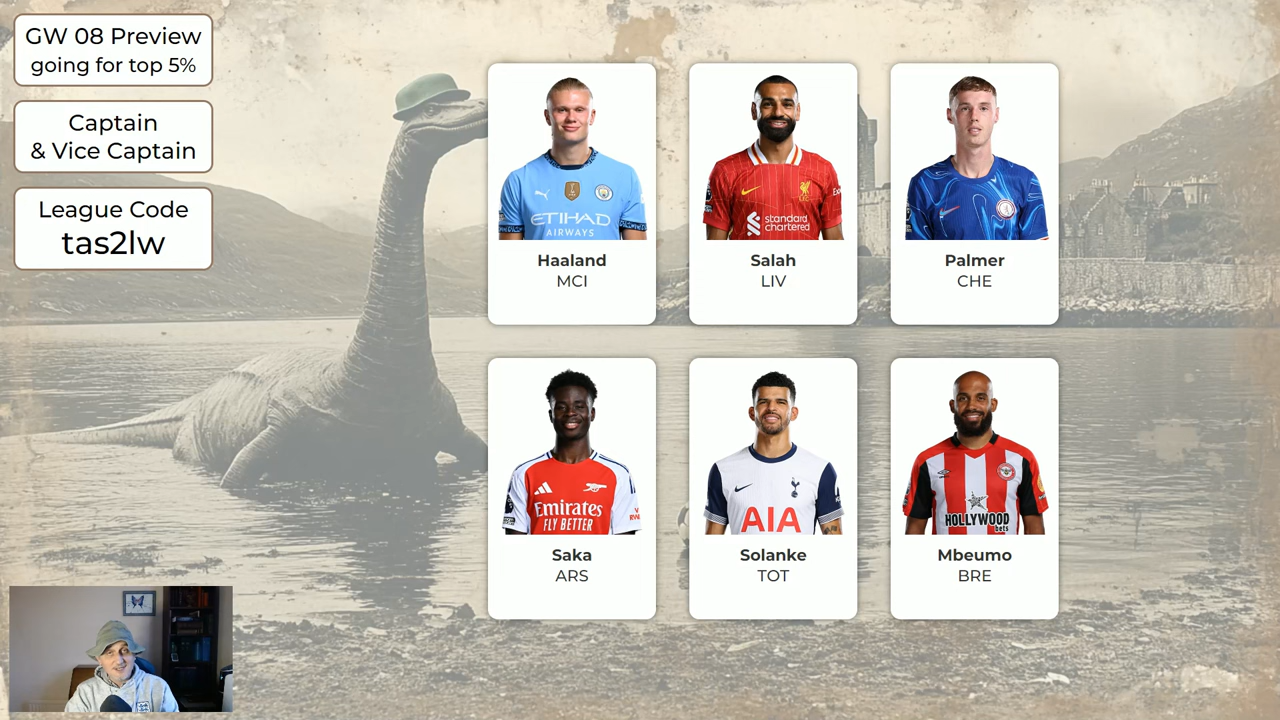 GW 08 Preview
going for top 5%
Captain
& Vice Captain
League Code
tas2lw
ETIHAD
AIRWAYS
Haaland
MCI
standard
chartered
Salah
LIV
Palmer
CHE
Emirates
FLY BETTER
Saka
ARS
AIA
Solanke
TOT
HOLLYWOOD
bets
Mbeumo
BRE